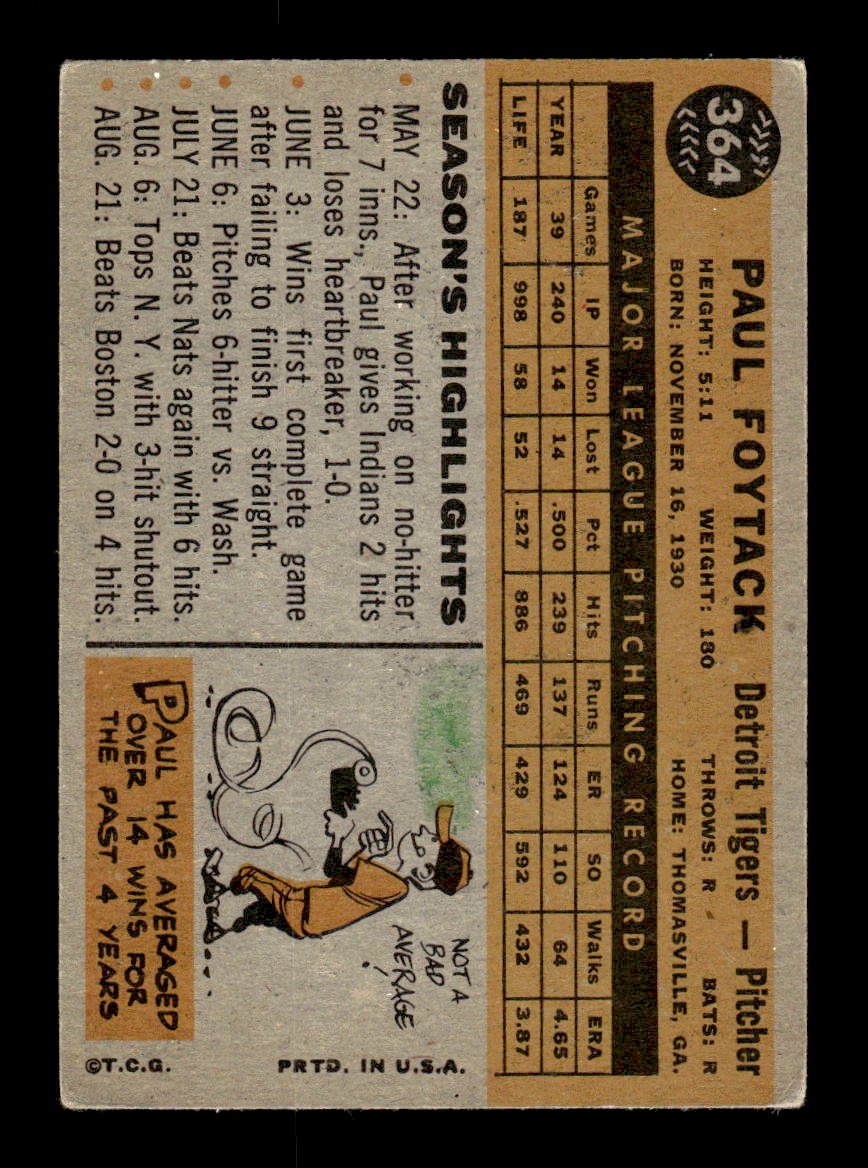 364
PAUL FOYTACK Detroit Tigers — Pitcher
HEIGHT: 5:11 WEIGHT: 180 THROWS: R BATS: R
BORN: NOVEMBER 16, 1930 HOME: THOMASVILLE, GA.
MAJOR LEAGUE PITCHING RECORD
Games IP Won Lost Pct Hits Runs ER SO Walks ERA
YEAR 39 240 14 14 .500 239 137 124 110 64 4.65
LIFE 187 998 58 52 .527 886 469 429 592 432 3.87
SEASON'S HIGHLIGHTS
• MAY 22: After working on no-hitter
for 7 inns., Paul gives Indians 2 hits
and loses heartbreaker, 1-0.
• JUNE 3: Wins first complete game
after failing to finish 9 straight.
• JUNE 6: Pitches 6-hitter vs. Wash.
• JULY 21: Beats Nats again with 6 hits.
• AUG. 6: Tops N. Y. with 3-hit shutout.
• AUG. 21: Beats Boston 2-0 on 4 hits.
NOT A
BAD
AVERAGE!
PAUL HAS AVERAGED
OVER 14 WINS FOR
THE PAST 4 YEARS
©T.C.G. PRTD. IN U.S.A.